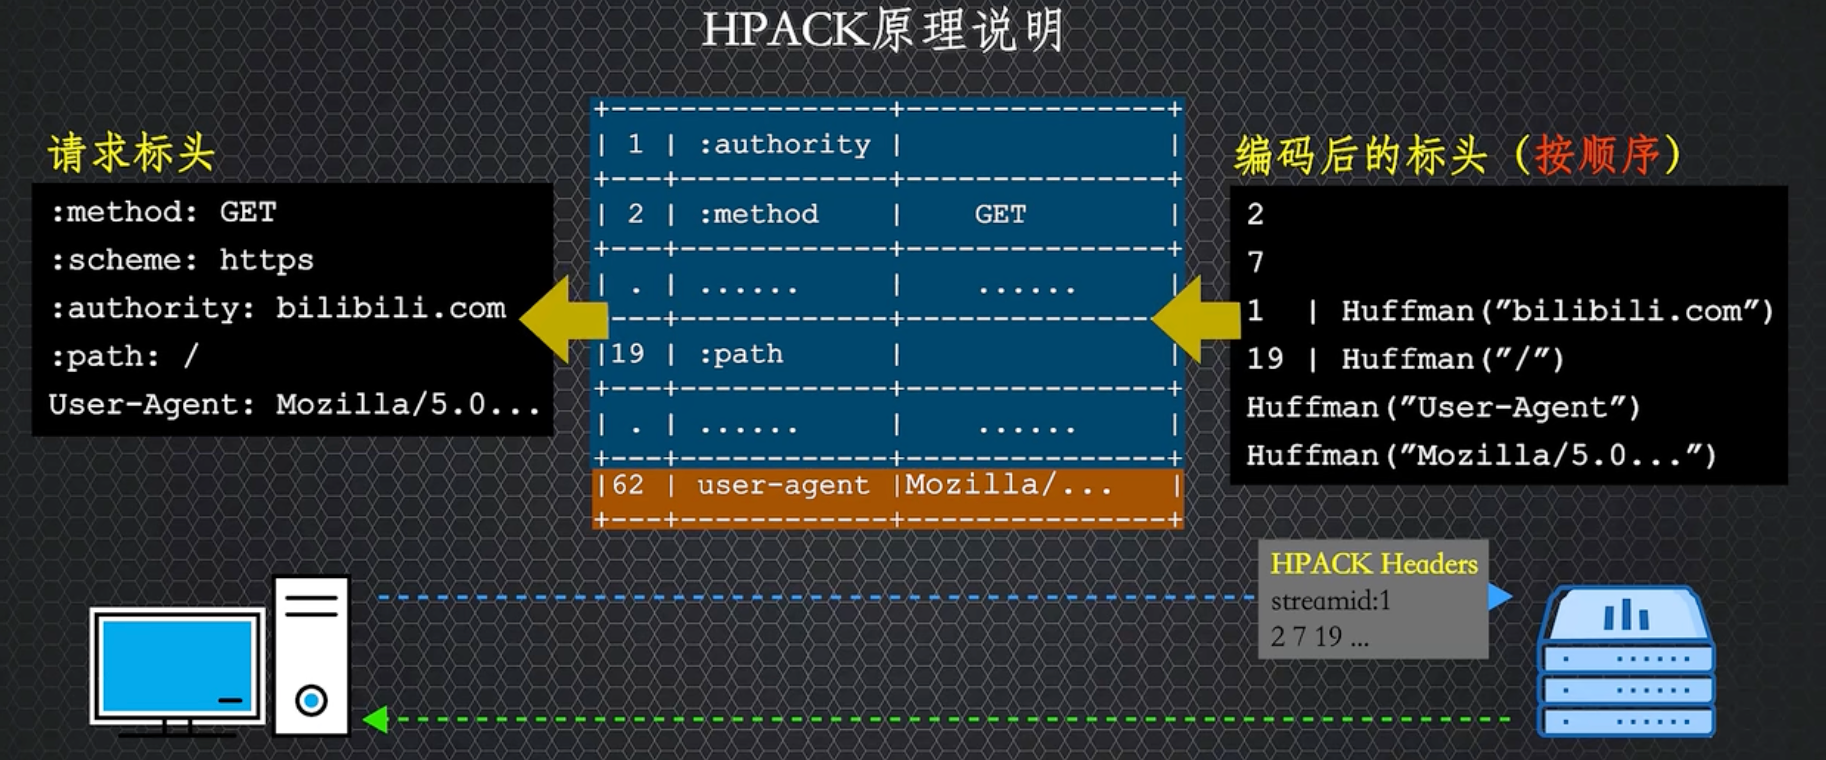 HPACK原理说明
请求标头
:method: GET
:scheme: https
:authority: bilibili.com
:path: /
User-Agent: Mozilla/5.0...
+---+---------------+---------------+
| 1 | :authority | |
+---+---------------+---------------+
| 2 | :method | GET |
+---+---------------+---------------+
| . | ...... | ...... |
+---+---------------+---------------+
|19 | :path | |
+---+---------------+---------------+
| . | ...... | ...... |
+---+---------------+---------------+
|62 | user-agent |Mozilla/... |
+---+---------------+---------------+
编码后的标头（按顺序）
2
7
1 | Huffman(”bilibili.com”)
19 | Huffman(”/”)
Huffman(”User-Agent”)
Huffman(”Mozilla/5.0...”)
HPACK Headers
streamid:1
2 7 19 ...